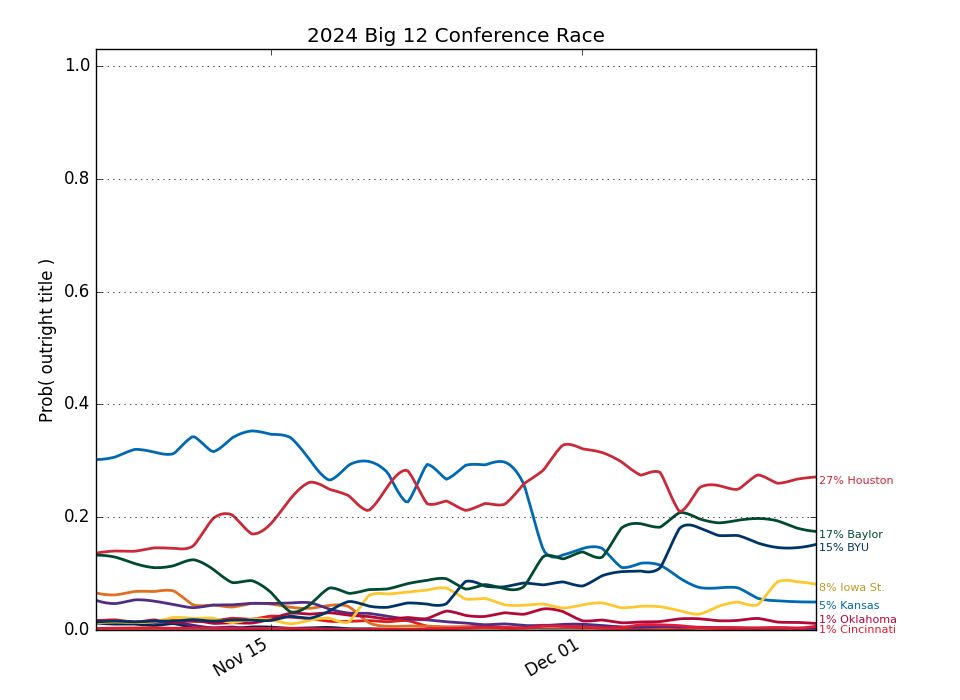 2024 Big 12 Conference Race
Prob( outright title )
1.0
0.8
0.6
0.4
0.2
0.0
Nov 15
Dec 01
27% Houston
17% Baylor
15% BYU
8% Iowa St.
5% Kansas
1% Oklahoma
1% Cincinnati